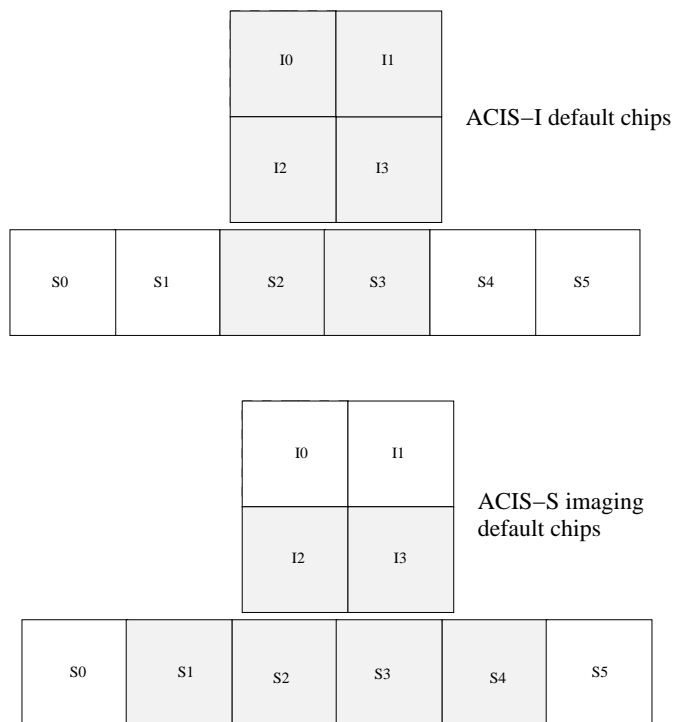 I0 I1
ACIS−I default chips
I2 I3
S0 S1 S2 S3 S4 S5
I0 I1
ACIS−S imaging
default chips
I2 I3
S0 S1 S2 S3 S4 S5